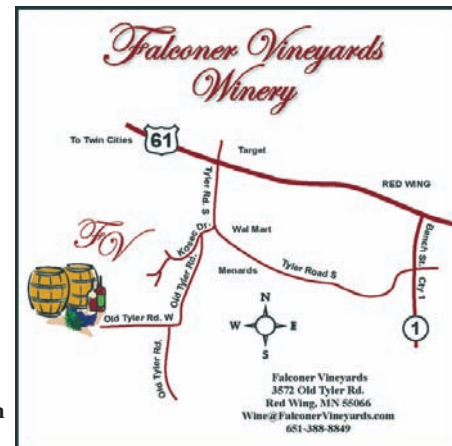 Falconer Vineyards
Winery
To Twin Cities
61
Target
Tyler Rd. S
RED WING
Bench St.
Cty 1
FV
Kosec Dr.
Wal Mart
Old Tyler Rd.
Menards
Tyler Road S
Old Tyler Rd. W
N
W
E
S
1
Old Tyler Rd.
Falconer Vineyards
3572 Old Tyler Rd.
Red Wing, MN 55066
Wine@FalconerVineyards.com
651-388-8849